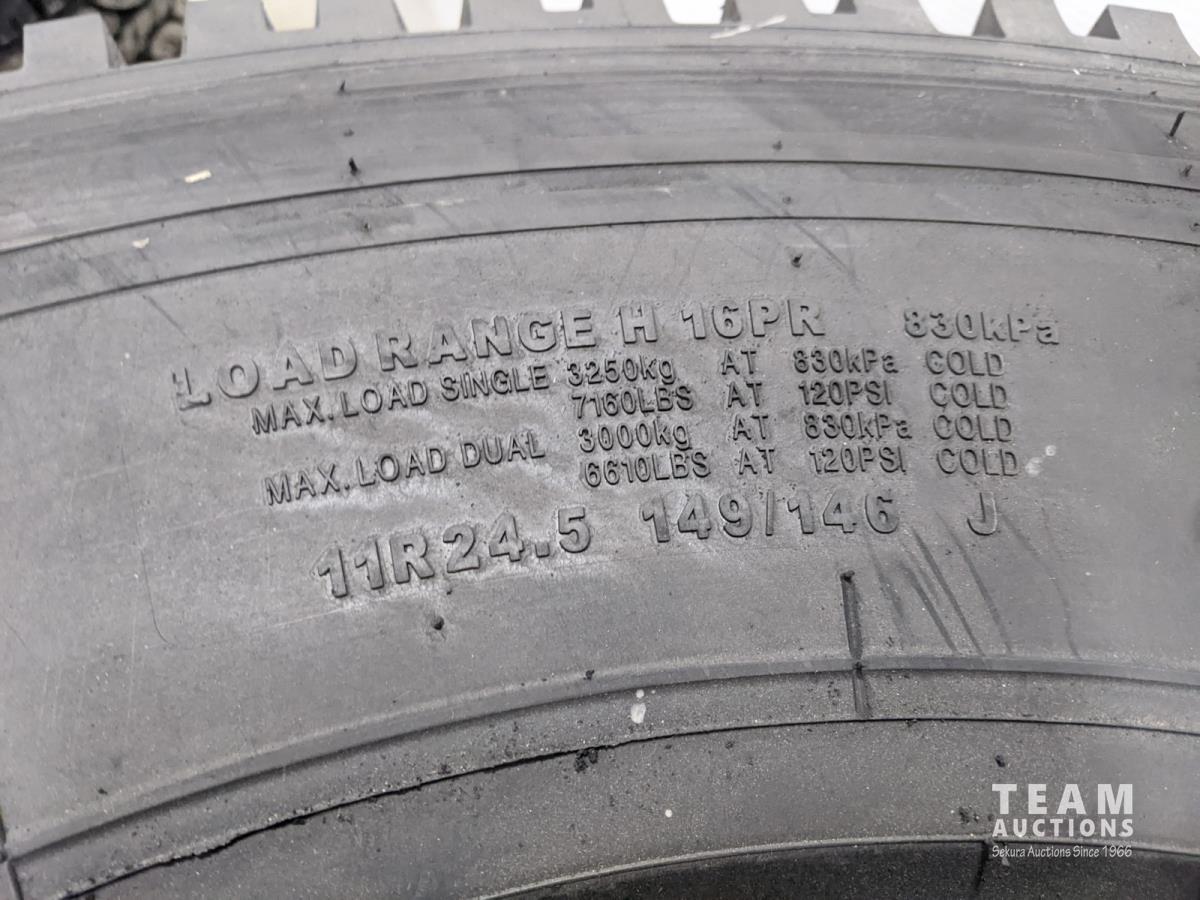 LOAD RANGE H 16PR 830kPa
MAX. LOAD SINGLE 3250kg AT 830kPa COLD
7160LBS AT 120PSI COLD
MAX. LOAD DUAL 3000kg AT 830kPa COLD
6610LBS AT 120PSI COLD
11R24.5 149/146 J
TEAM
AUCTIONS
Sekura Auctions Since 1966